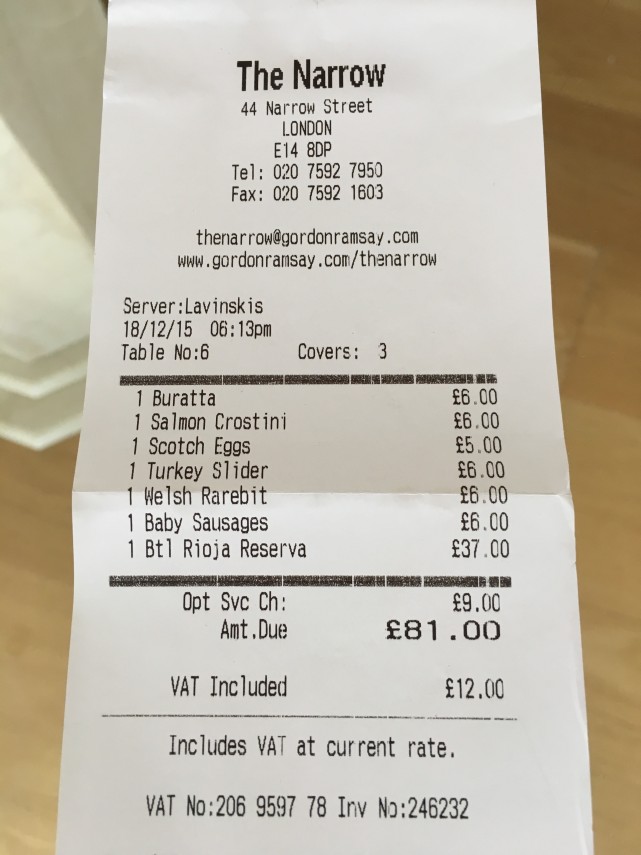 The Narrow
44 Narrow Street
LONDON
E14 8DP
Tel: 020 7592 7950
Fax: 020 7592 1603
thenarrow@gordonramsay.com
www.gordonramsay.com/thenarrow
Server:Lavinskis
18/12/15 06:13pm
Table No:6 Covers: 3
1 Buratta £6.00
1 Salmon Crostini £6.00
1 Scotch Eggs £5.00
1 Turkey Slider £6.00
1 Welsh Rarebit £6.00
1 Baby Sausages £6.00
1 Btl Rioja Reserva £37.00
Opt Svc Ch: £9.00
Amt.Due £81.00
VAT Included £12.00
Includes VAT at current rate.
VAT No:206 9597 78 Inv No:246232